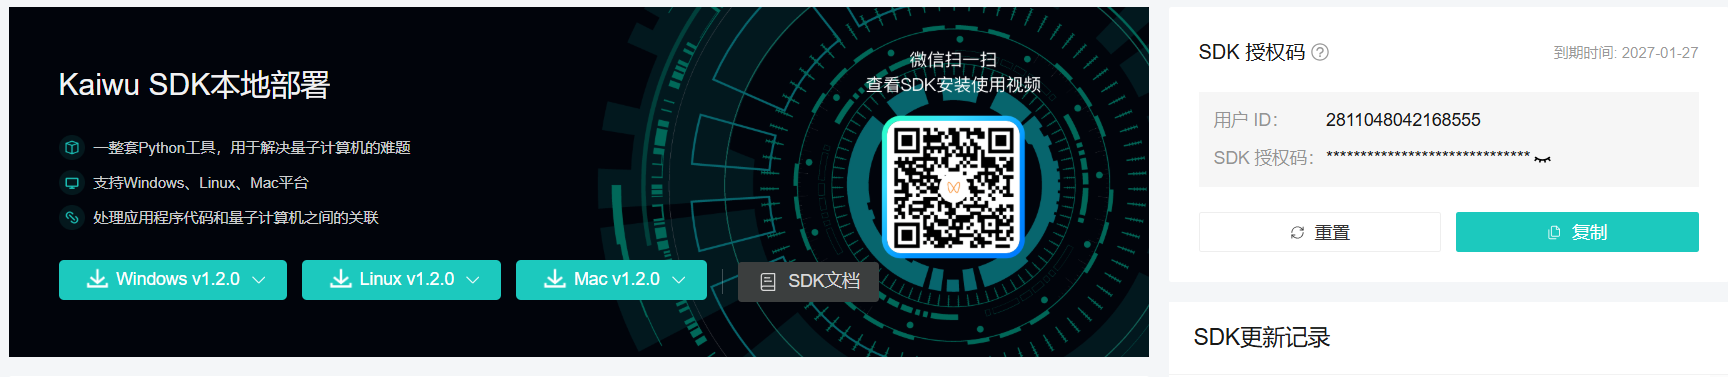 Kaiwu SDK本地部署
一整套Python工具，用于解决量子计算机的难题
支持Windows、Linux、Mac平台
处理应用程序代码和量子计算机之间的关联
Windows v1.2.0
Linux v1.2.0
Mac v1.2.0
SDK文档
微信扫一扫
查看SDK安装使用视频
SDK 授权码
到期时间: 2027-01-27
用户 ID： 2811048042168555
SDK 授权码： ******************************
重置
复制
SDK更新记录